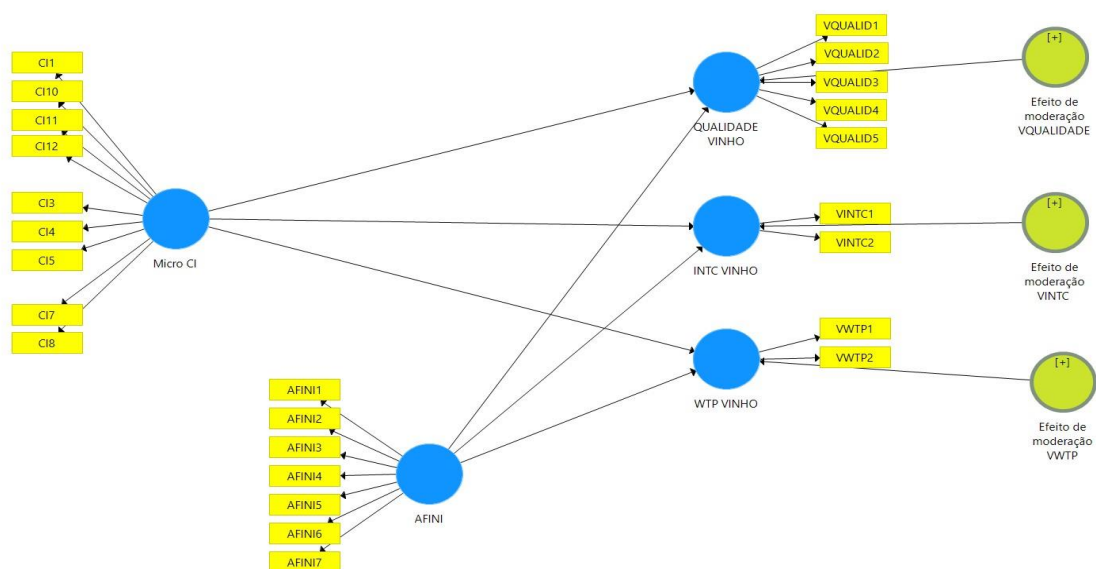 CI1
CI10
CI11
CI12
CI3
CI4
CI5
CI7
CI8
Micro CI
AFINI1
AFINI2
AFINI3
AFINI4
AFINI5
AFINI6
AFINI7
AFINI
VQUALID1
VQUALID2
VQUALID3
VQUALID4
VQUALID5
QUALIDADE
VINHO
VINTC1
VINTC2
INTC VINHO
VWTP1
VWTP2
WTP VINHO
[+]
Efeito de
moderação
VQUALIDADE
[+]
Efeito de
moderação
VINTC
[+]
Efeito de
moderação
VWTP